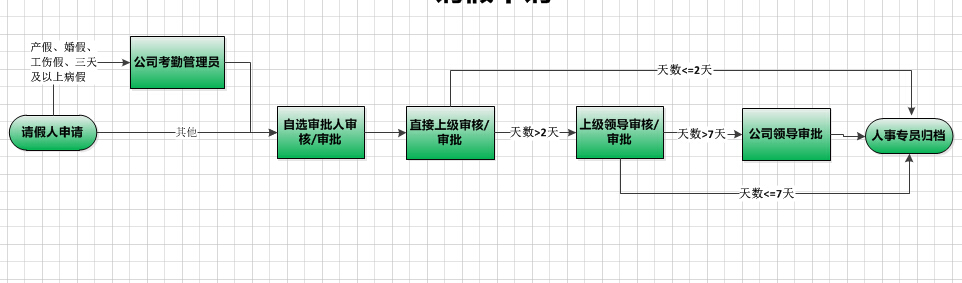 产假、婚假、
工伤假、三天
及以上病假
公司考勤管理员
天数<=2天
请假人申请
其他
自选审批人审
核/审批
直接上级审核/
审批
天数>2天
上级领导审核/
审批
天数>7天
公司领导审批
人事专员归档
天数<=7天